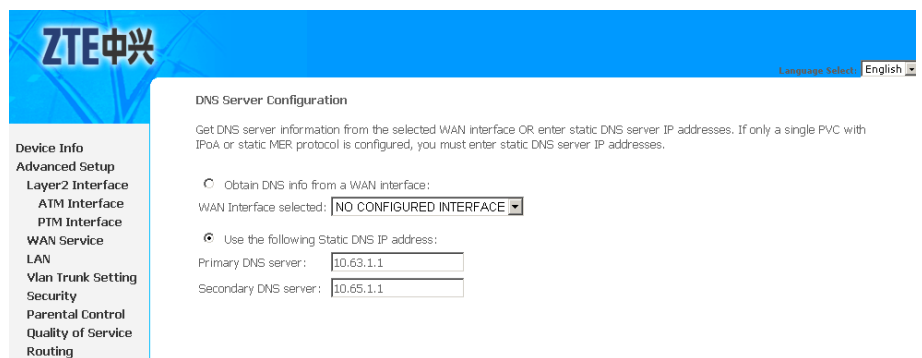 ZTE中兴
Language Select: English
DNS Server Configuration
Get DNS server information from the selected WAN interface OR enter static DNS server IP addresses. If only a single PVC with
IPoA or static MER protocol is configured, you must enter static DNS server IP addresses.
Device Info
Advanced Setup
Layer2 Interface
ATM Interface
PTM Interface
WAN Service
LAN
Vlan Trunk Setting
Security
Parental Control
Quality of Service
Routing
Obtain DNS info from a WAN interface:
WAN Interface selected: NO CONFIGURED INTERFACE
Use the following Static DNS IP address:
Primary DNS server: 10.63.1.1
Secondary DNS server: 10.65.1.1